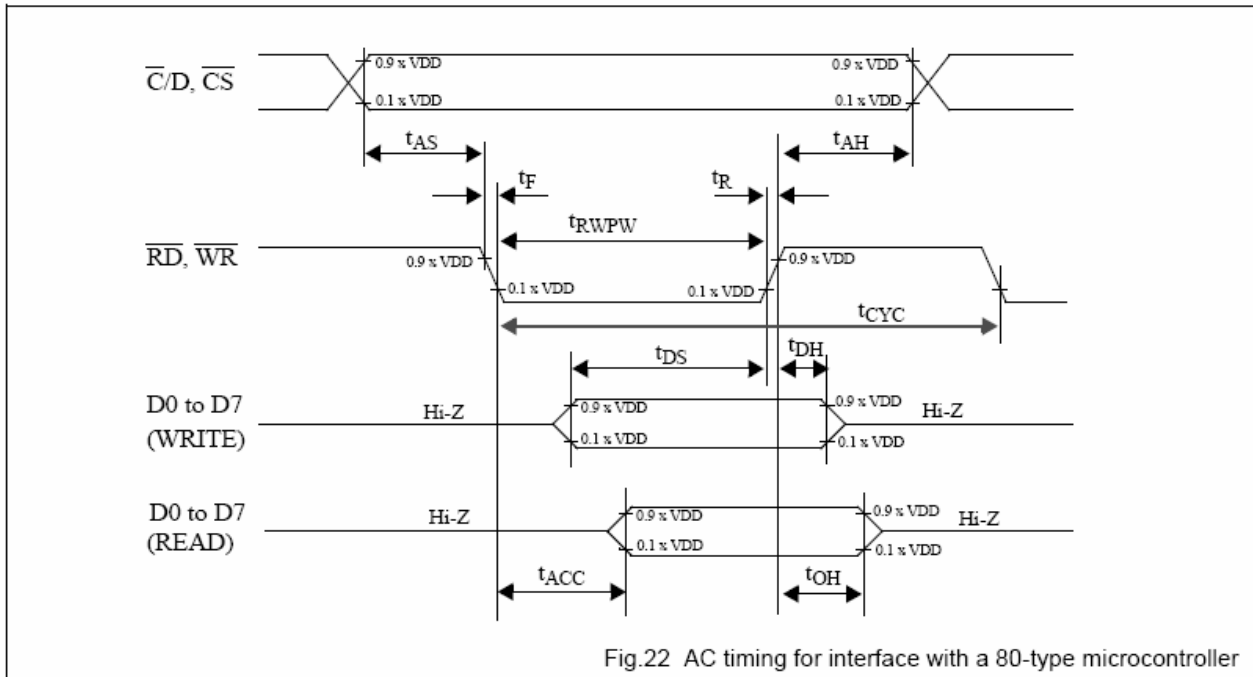 C̅/D, C̅S̅
0.9 x VDD
0.9 x VDD
0.1 x VDD
0.1 x VDD
tAS
tAH
tF
tR
tRWPW
R̅D̅, W̅R̅
0.9 x VDD
0.9 x VDD
0.1 x VDD
0.1 x VDD
tCYC
tDS
tDH
D0 to D7
(WRITE)
Hi-Z
0.9 x VDD
0.1 x VDD
0.9 x VDD
0.1 x VDD
Hi-Z
D0 to D7
(READ)
Hi-Z
0.9 x VDD
0.1 x VDD
0.9 x VDD
0.1 x VDD
Hi-Z
tACC
tOH
Fig.22 AC timing for interface with a 80-type microcontroller